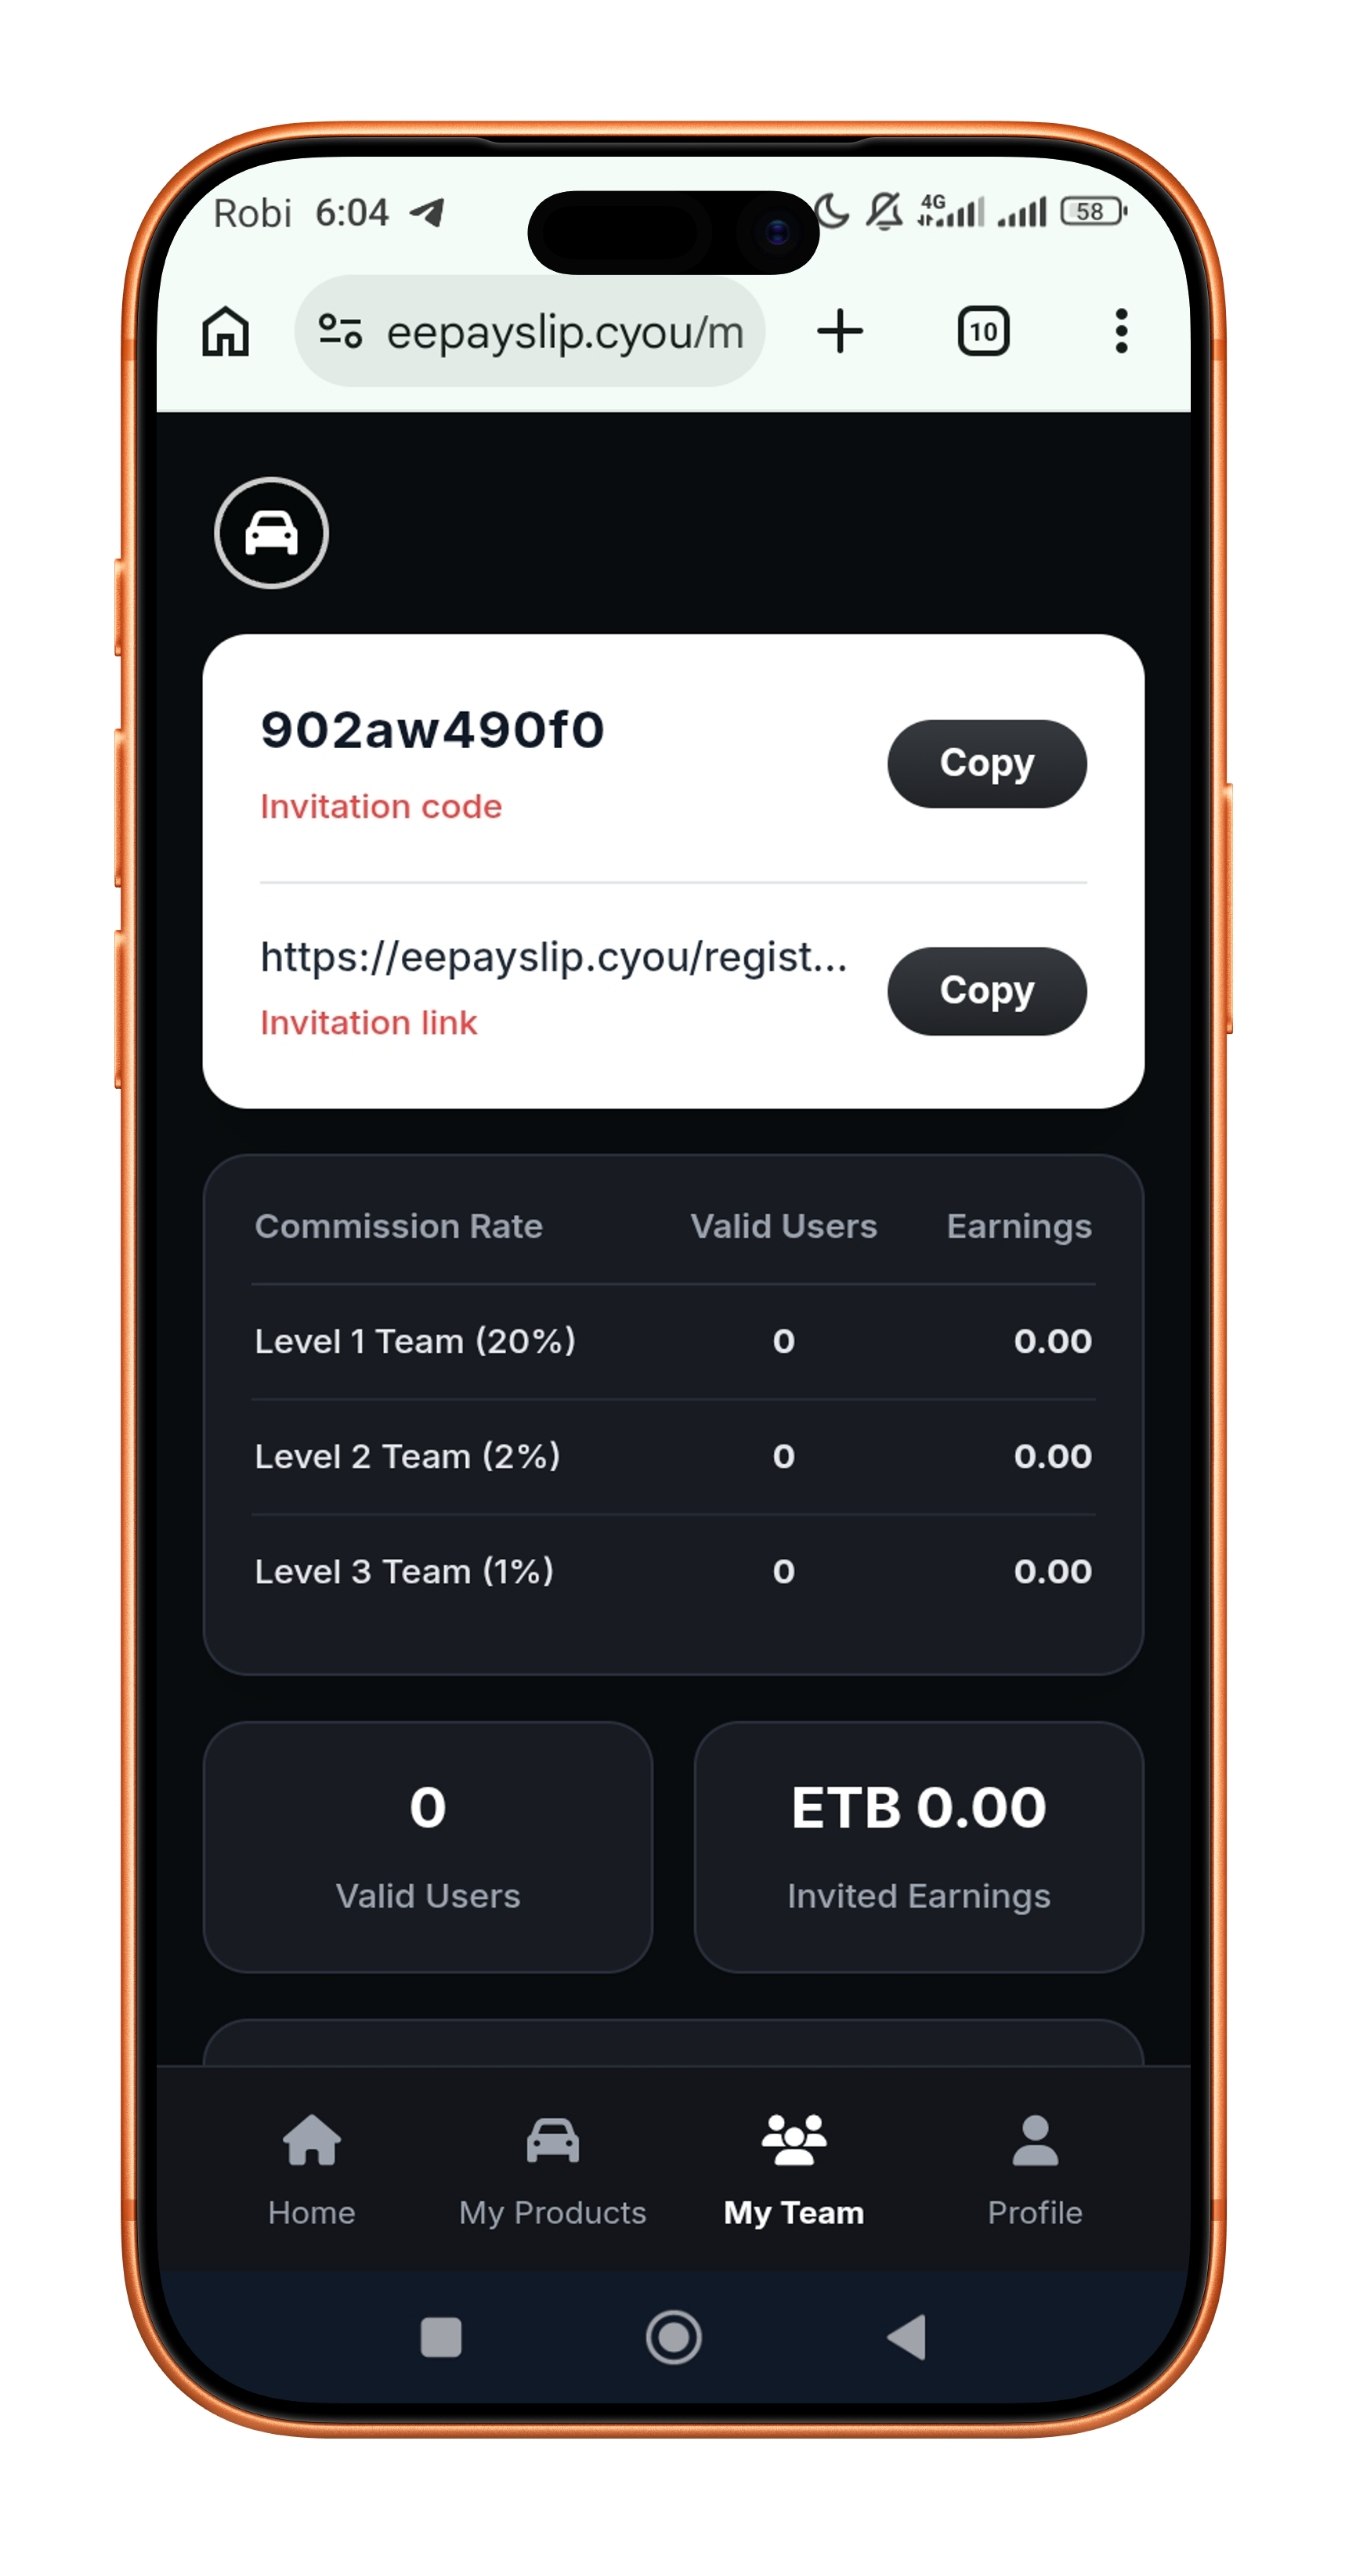 Robi 6:04
4G
58
eepayslip.cyou/m
10
902aw490f0
Copy
Invitation code
https://eepayslip.cyou/regist...
Copy
Invitation link
Commission Rate Valid Users Earnings
Level 1 Team (20%) 0 0.00
Level 2 Team (2%) 0 0.00
Level 3 Team (1%) 0 0.00
0
Valid Users
ETB 0.00
Invited Earnings
Home
My Products
My Team
Profile